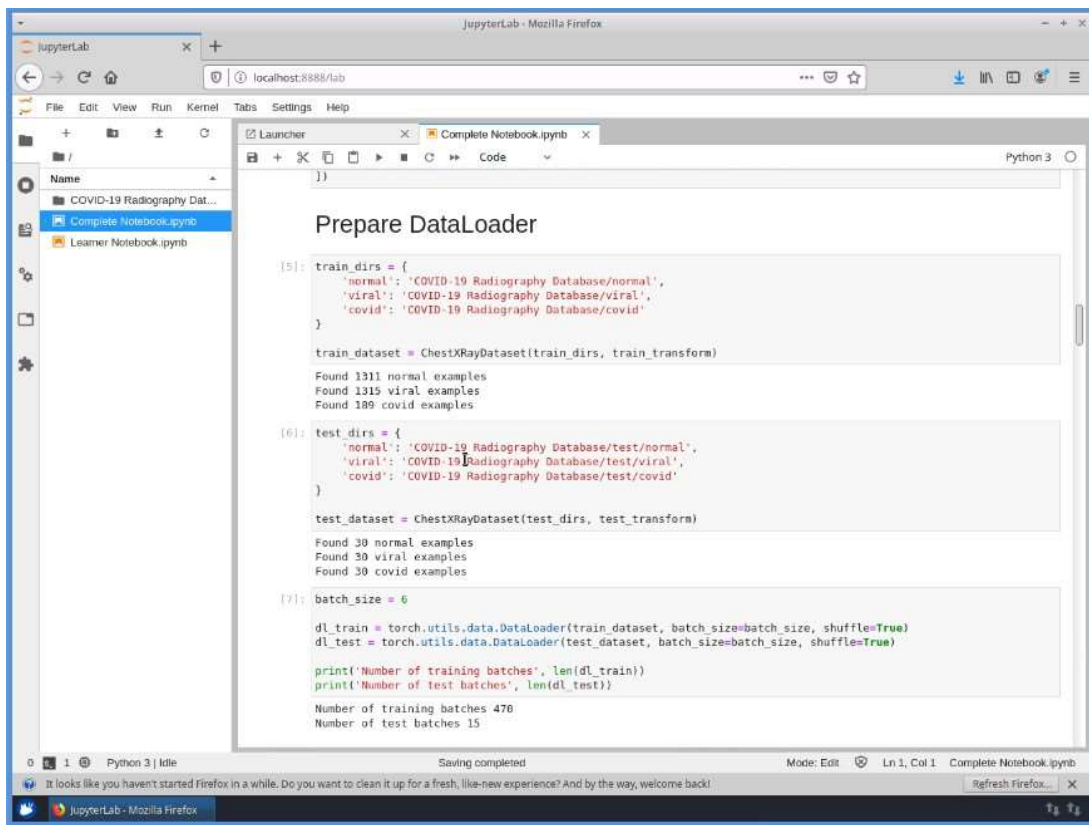 JupyterLab - Mozilla Firefox
JupyterLab
localhost:8888/lab
File Edit View Run Kernel Tabs Settings Help
Launcher
Complete Notebook.ipynb
Code
Python 3
/
Name
COVID-19 Radiography Dat...
Complete Notebook.ipynb
Learner Notebook.ipynb
])
Prepare DataLoader
[5]: train_dirs = {
'normal': 'COVID-19 Radiography Database/normal',
'viral': 'COVID-19 Radiography Database/viral',
'covid': 'COVID-19 Radiography Database/covid'
}
train_dataset = ChestXRayDataset(train_dirs, train_transform)
Found 1311 normal examples
Found 1315 viral examples
Found 189 covid examples
[6]: test_dirs = {
'normal': 'COVID-19 Radiography Database/test/normal',
'viral': 'COVID-19 Radiography Database/test/viral',
'covid': 'COVID-19 Radiography Database/test/covid'
}
test_dataset = ChestXRayDataset(test_dirs, test_transform)
Found 30 normal examples
Found 30 viral examples
Found 30 covid examples
[7]: batch_size = 6
dl_train = torch.utils.data.DataLoader(train_dataset, batch_size=batch_size, shuffle=True)
dl_test = torch.utils.data.DataLoader(test_dataset, batch_size=batch_size, shuffle=True)
print('Number of training batches', len(dl_train))
print('Number of test batches', len(dl_test))
Number of training batches 470
Number of test batches 15
0 1 Python 3 | Idle Saving completed Mode: Edit Ln 1, Col 1 Complete Notebook.ipynb
It looks like you haven't started Firefox in a while. Do you want to clean it up for a fresh, like-new experience? And by the way, welcome back! Refresh Firefox...
JupyterLab - Mozilla Firefox